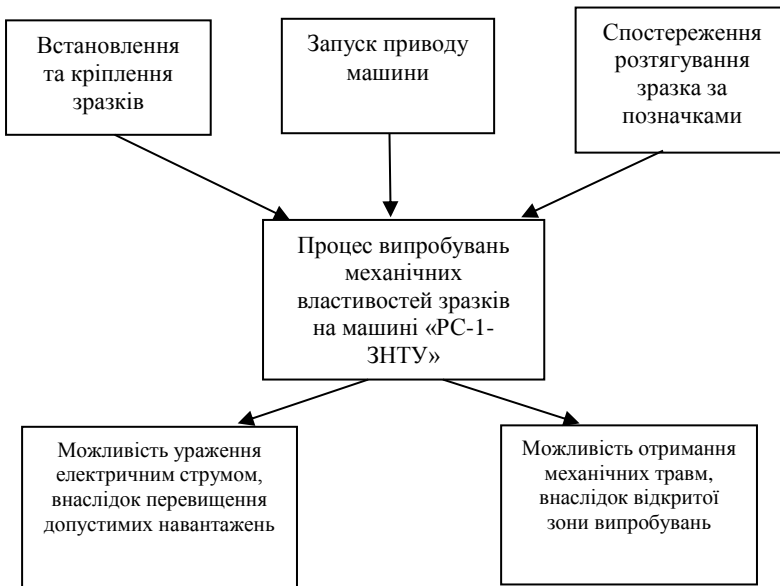 Встановлення
та кріплення
зразків
Запуск приводу
машини
Спостереження
розтягування
зразка за
позначками
Процес випробувань
механічних
властивостей зразків
на машині «РС-1-
ЗНТУ»
Можливість ураження
електричним струмом,
внаслідок перевищення
допустимих навантажень
Можливість отримання
механічних травм,
внаслідок відкритої
зони випробувань